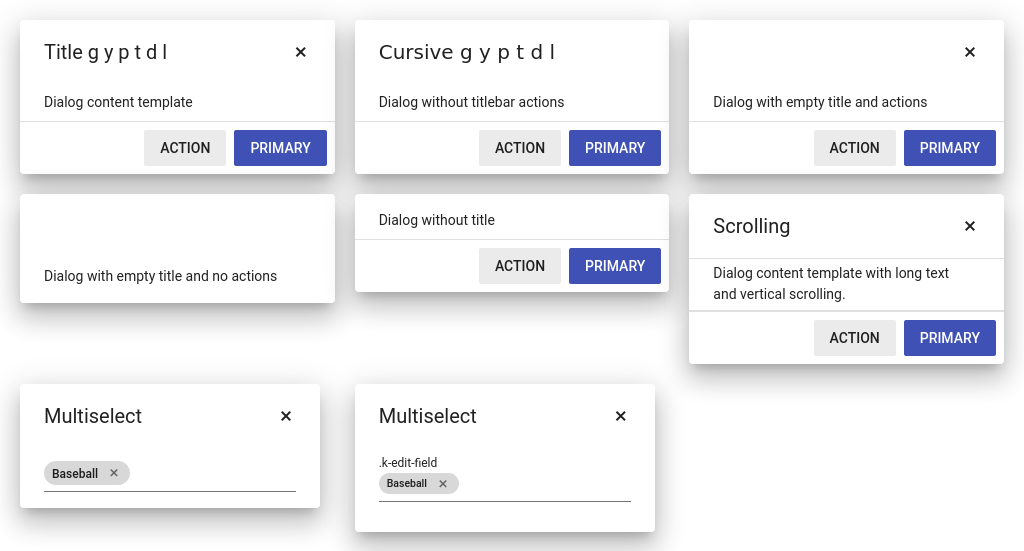 Title g y p t d l
Dialog content template
ACTION PRIMARY
Cursive g y p t d l
Dialog without titlebar actions
ACTION PRIMARY
Dialog with empty title and actions
ACTION PRIMARY
Dialog with empty title and no actions
Dialog without title
ACTION PRIMARY
Scrolling
Dialog content template with long text
and vertical scrolling.
ACTION PRIMARY
Multiselect
Baseball
Multiselect
.k-edit-field
Baseball